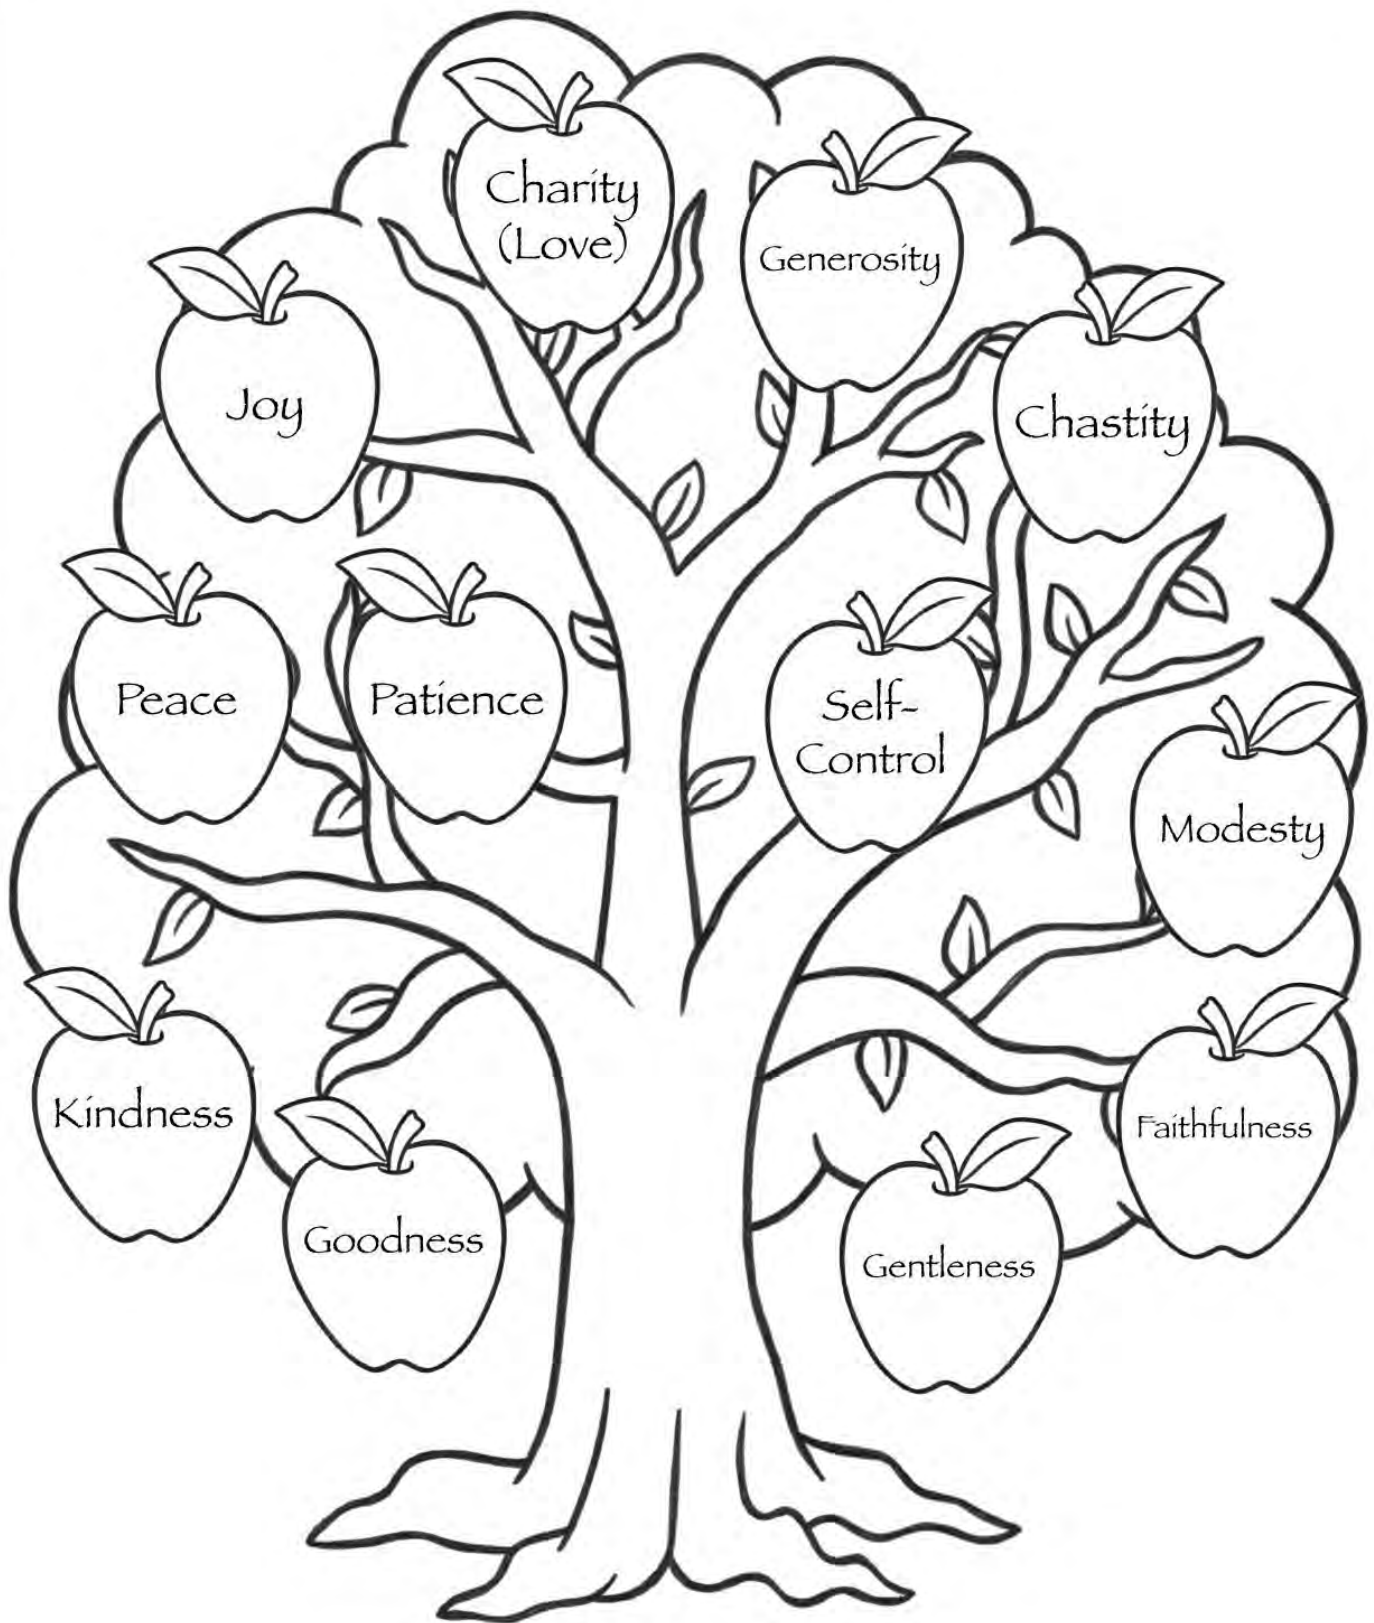 Charity
(Love)
Generosity
Joy
Chastity
Peace
Patience
Self-
Control
Modesty
Kindness
Faithfulness
Goodness
Gentleness